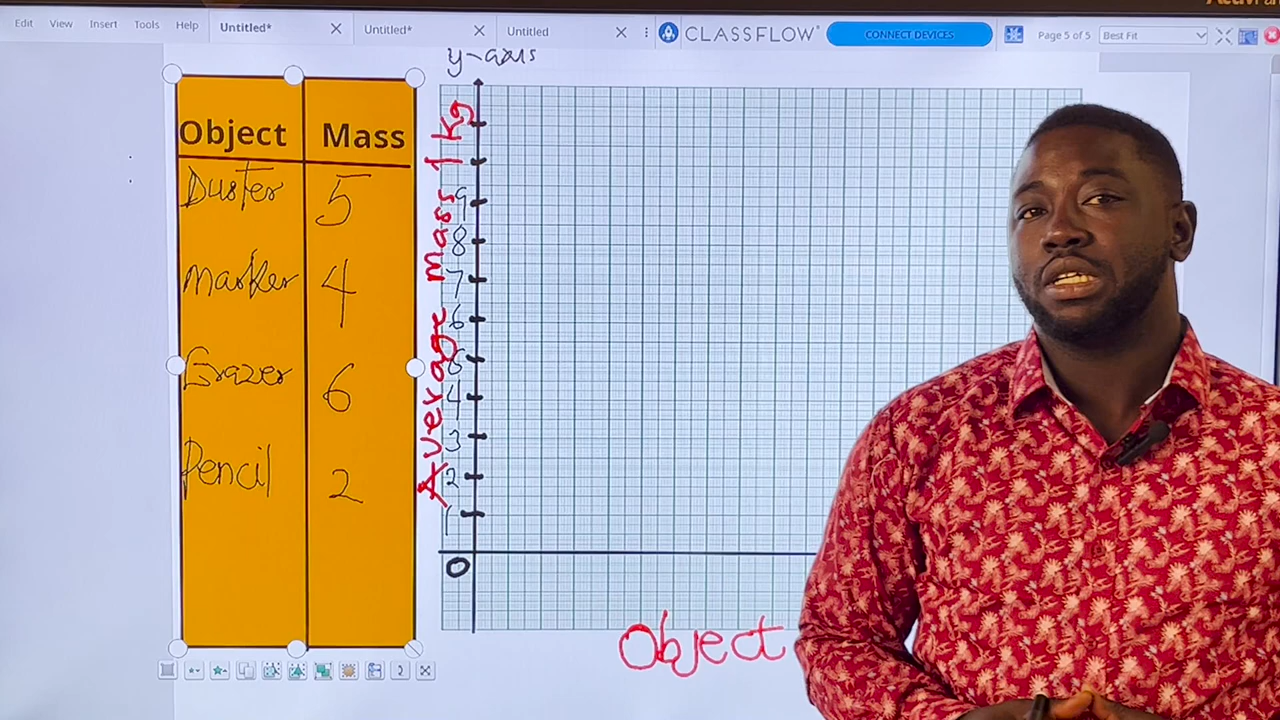 Edit View Insert Tools Help Untitled* Untitled* Untitled CLASSFLOW CONNECT DEVICES Page 5 of 5 Best Fit
y-axis
Object Mass
Duster 5
Marker 4
Erazer 6
Pencil 2
Average Mass 1 kg
9
8
7
6
5
4
3
2
1
0
Object